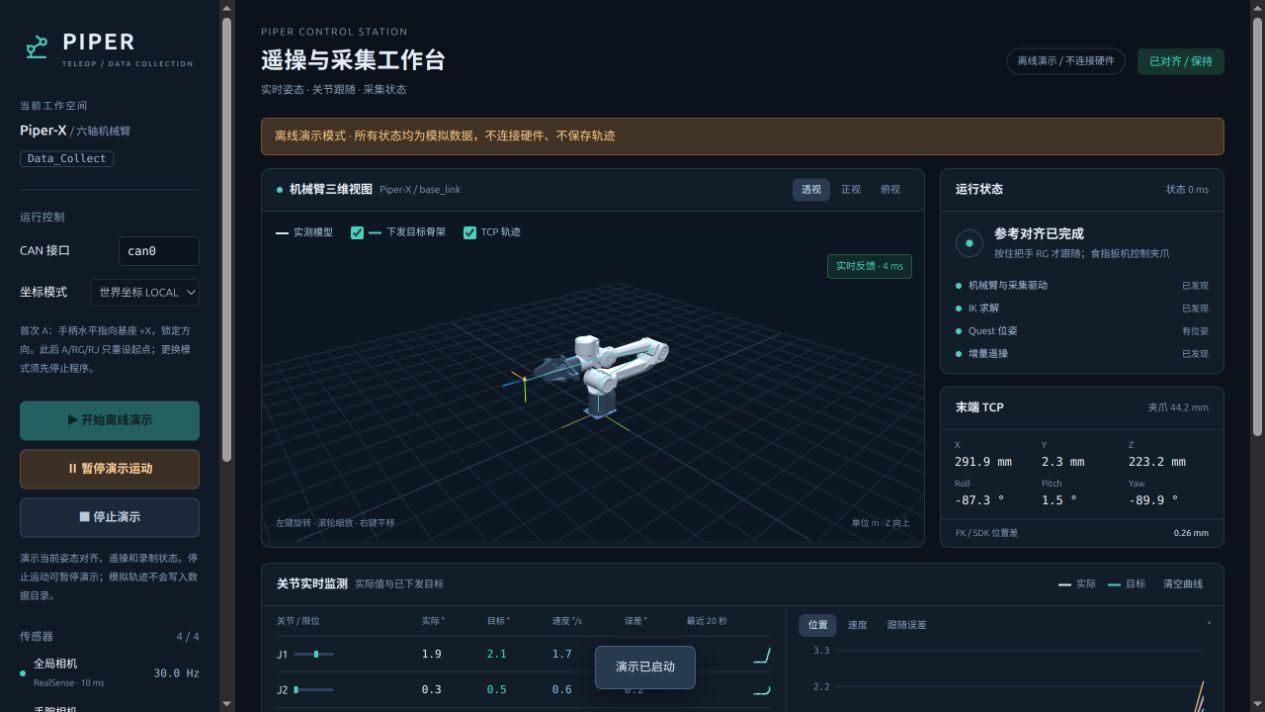 PIPER
TELEOP / DATA COLLECTION
当前工作空间
Piper-X / 六轴机械臂
Data_Collect
运行控制
CAN 接口
can0
坐标模式
世界坐标 LOCAL
首次 A：手柄水平指向基座 +X，锁定方
向。此后 A/RG/RJ 只重设起点；更换模
式须先停止程序。
▶ 开始离线演示
⏸ 暂停演示运动
■ 停止演示
演示当前姿态对齐、遥操和录制状态。停
止运动可暂停演示；模拟轨迹不会写入数
据目录。
传感器 4 / 4
全局相机
RealSense · 10 ms
30.0 Hz
手腕相机
PIPER CONTROL STATION
遥操与采集工作台
实时姿态 · 关节跟随 · 采集状态
离线演示 / 不连接硬件
已对齐 / 保持
离线演示模式 · 所有状态均为模拟数据，不连接硬件、不保存轨迹
机械臂三维视图 Piper-X / base_link
透视 正视 俯视
实测模型 下发目标骨架 TCP 轨迹
实时反馈 · 4 ms
左键旋转 · 滚轮缩放 · 右键平移
单位 m · Z 向上
运行状态 状态 0 ms
参考对齐已完成
按住把手 RG 才跟随；食指扳机控制夹爪
机械臂与采集驱动 已发现
IK 求解 已发现
Quest 位姿 有位姿
增量遥操 已发现
末端 TCP 夹爪 44.2 mm
X Y Z
291.9 mm 2.3 mm 223.2 mm
Roll Pitch Yaw
-87.3 ° 1.5 ° -89.9 °
FK / SDK 位置差 0.26 mm
关节实时监测 实际值与已下发目标
实际 目标 清空曲线
关节 / 限位 实际 ° 目标 ° 速度 °/s 误差 ° 最近 20 秒
J1 1.9 2.1 1.7
J2 0.3 0.5 0.6 0.2
演示已启动
位置 速度 跟随误差 °
3.3
2.2